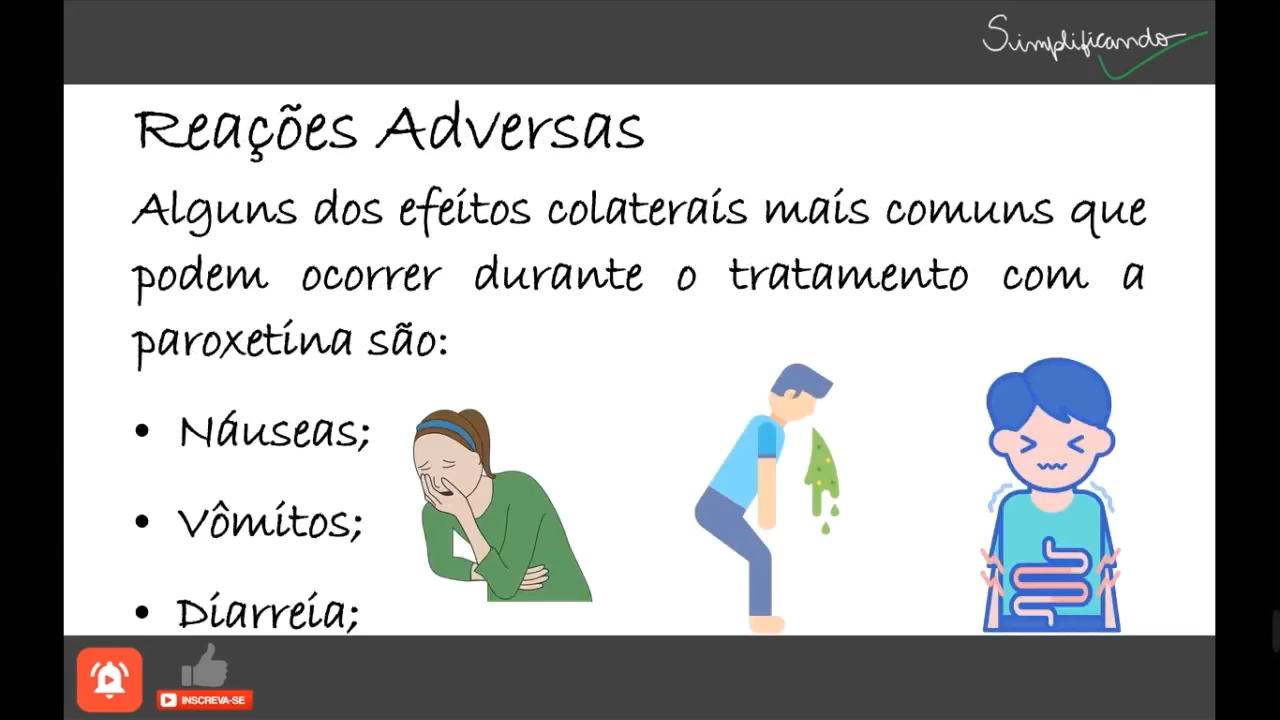 Simplificando
Reações Adversas
Alguns dos efeitos colaterais mais comuns que
podem ocorrer durante o tratamento com a
paroxetina são:
• Náuseas;
• Vômitos;
• Diarreia;
INSCREVA-SE